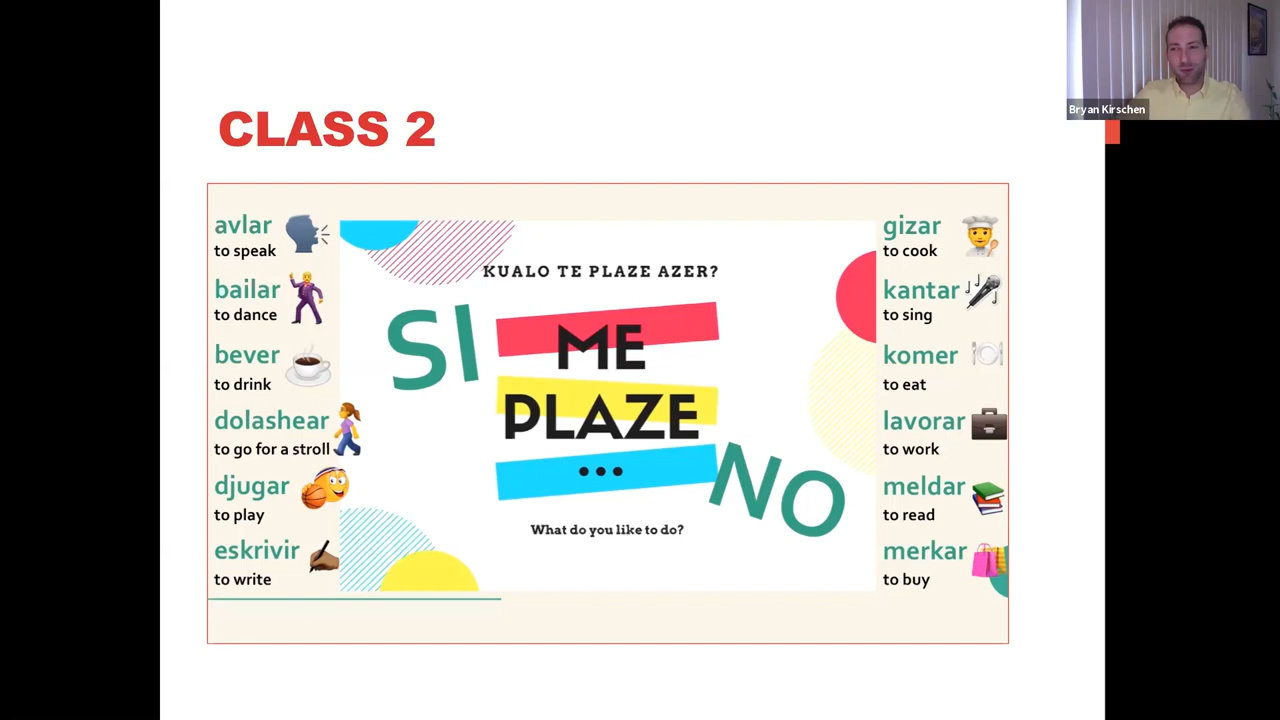 Bryan Kirschen
CLASS 2
avlar
to speak
bailar
to dance
bever
to drink
dolashear
to go for a stroll
djugar
to play
eskrivir
to write
KUALO TE PLAZE AZER?
SI
ME
PLAZE
...
NO
What do you like to do?
gizar
to cook
kantar
to sing
komer
to eat
lavorar
to work
meldar
to read
merkar
to buy